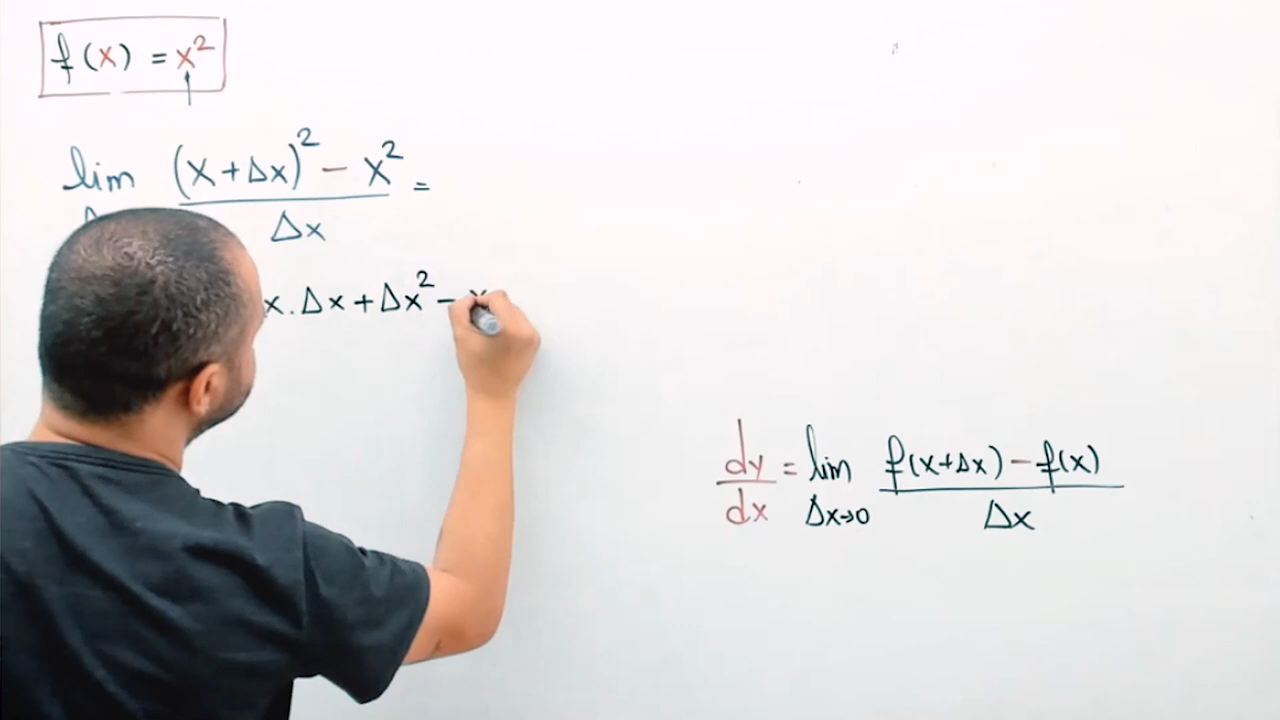 f(x) = x²
lim (x+Δx)² - x² =
Δx
x.Δx+Δx² -
dy = lim f(x+Δx) - f(x)
dx Δx→0 Δx